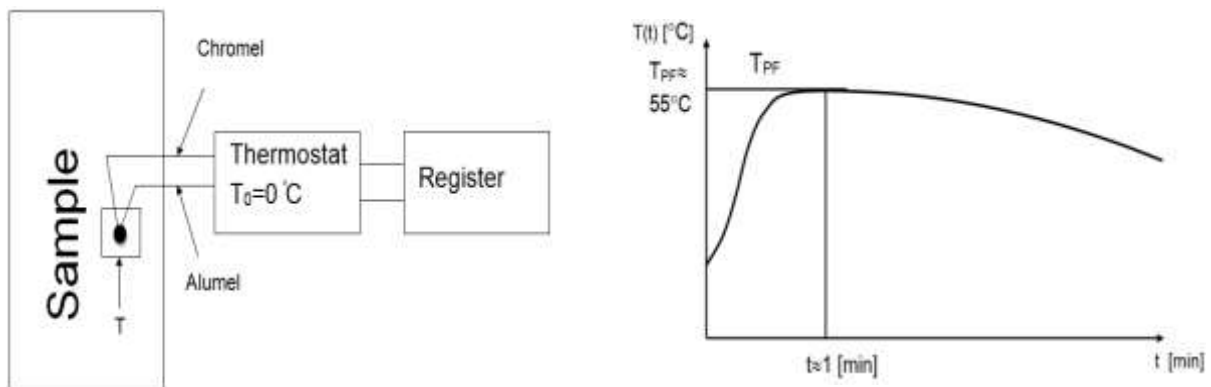 Chromel
Sample
Thermostat
T₀=0 °C
Register
Alumel
T
T(t) [°C]
T_PF≈
55°C
T_PF
t≈1 [min]
t [min]